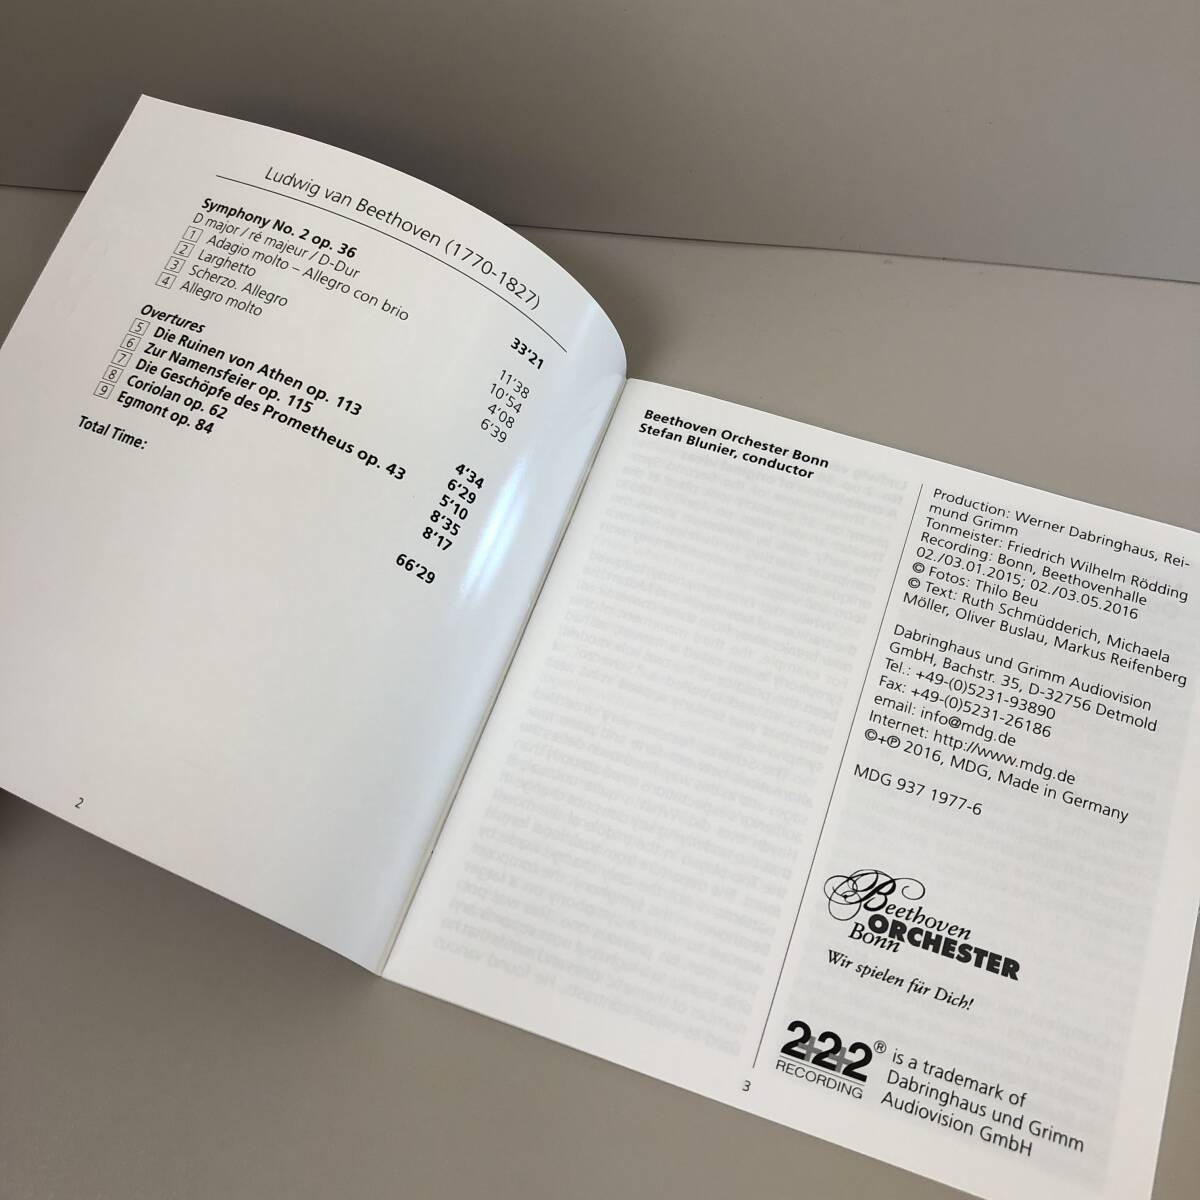 Ludwig van Beethoven (1770-1827)
Symphony No. 2 op. 36 33'21
D major / ré majeur / D-Dur
1 Adagio molto – Allegro con brio 11'38
2 Larghetto 10'54
3 Scherzo. Allegro 4'08
4 Allegro molto 6'39
Overtures
5 Die Ruinen von Athen op. 113 4'34
6 Zur Namensfeier op. 115 6'29
7 Die Geschöpfe des Prometheus op. 43 5'10
8 Coriolan op. 62 8'35
9 Egmont op. 84 8'17
Total Time: 66'29
2
Beethoven Orchester Bonn
Stefan Blunier, conductor
Production: Werner Dabringhaus, Rei-
mund Grimm
Tonmeister: Friedrich Wilhelm Rödding
Recording: Bonn, Beethovenhalle
02./03.01.2015; 02./03.05.2016
© Fotos: Thilo Beu
© Text: Ruth Schmüdderich, Michaela
Möller, Oliver Buslau, Markus Reifenberg
Dabringhaus und Grimm Audiovision
GmbH, Bachstr. 35, D-32756 Detmold
Tel.: +49-(0)5231-93890
Fax: +49-(0)5231-26186
email: info@mdg.de
Internet: http://www.mdg.de
©+℗ 2016, MDG, Made in Germany
MDG 937 1977-6
Beethoven
ORCHESTER
Bonn
Wir spielen für Dich!
2+2+2® is a trademark of
RECORDING Dabringhaus und Grimm
Audiovision GmbH
3